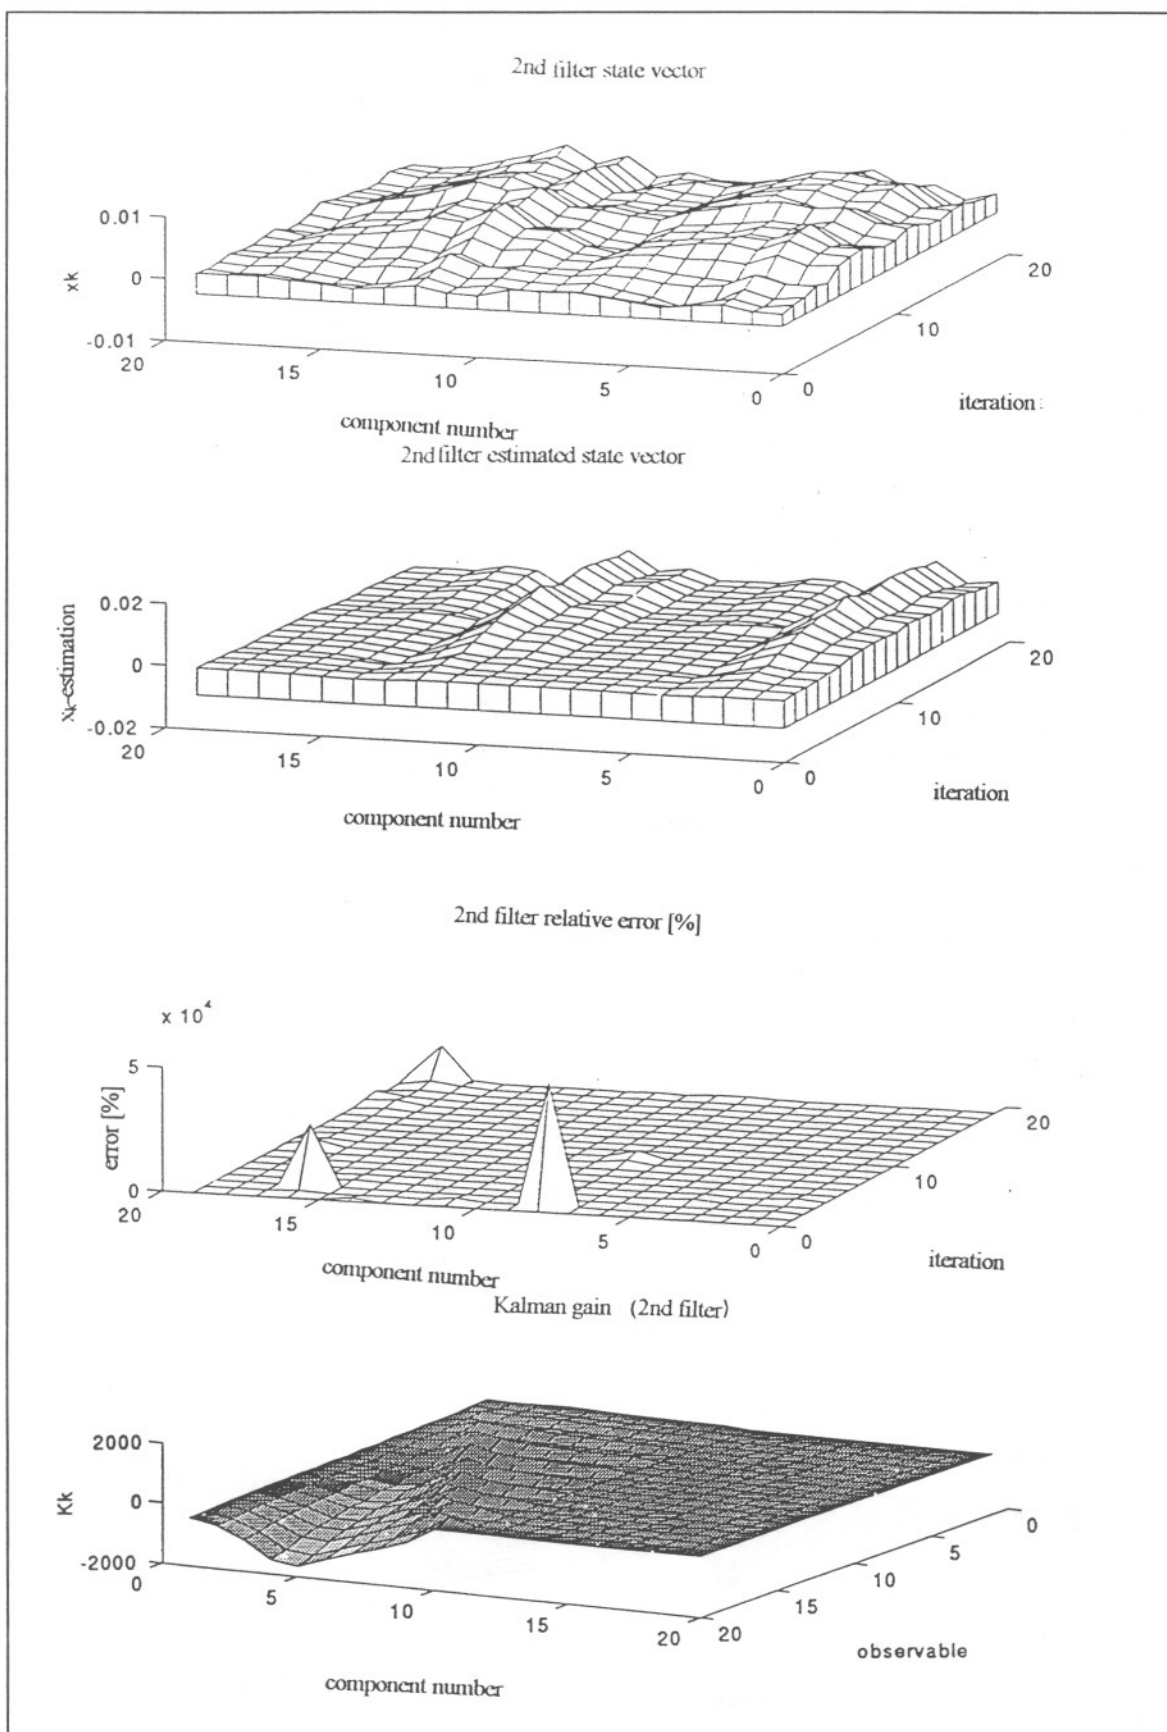 2nd filter state vector
0.01
xk
0
-0.01
20
15
10
5
0
0
10
20
component number
iteration
2nd filter estimated state vector
0.02
xk-estimation
0
-0.02
20
15
10
5
0
0
10
20
component number
iteration
2nd filter relative error [%]
x 10^4
5
error [%]
0
20
15
10
5
0
0
10
20
component number
iteration
Kalman gain (2nd filter)
2000
Kk
0
-2000
0
5
10
15
20
20
15
10
5
0
observable
component number